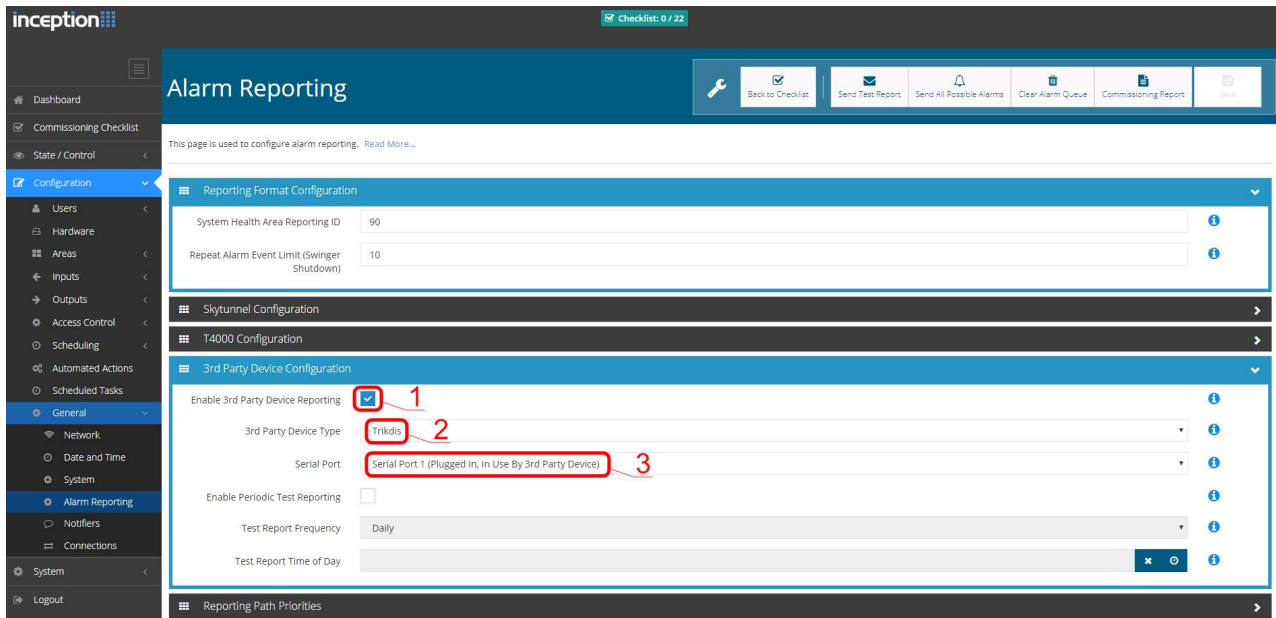 inception
Checklist: 0 / 22
Alarm Reporting
Back to Checklist
Send Test Report
Send All Possible Alarms
Clear Alarm Queue
Commissioning Report
Save
Dashboard
Commissioning Checklist
State / Control
Configuration
Users
Hardware
Areas
Inputs
Outputs
Access Control
Scheduling
Automated Actions
Scheduled Tasks
General
Network
Date and Time
System
Alarm Reporting
Notifiers
Connections
System
Logout
This page is used to configure alarm reporting. Read More...
Reporting Format Configuration
System Health Area Reporting ID
90
Repeat Alarm Event Limit (Swinger
Shutdown)
10
Skytunnel Configuration
T4000 Configuration
3rd Party Device Configuration
Enable 3rd Party Device Reporting
1
3rd Party Device Type
Trikdis
2
Serial Port
Serial Port 1 (Plugged In, In Use By 3rd Party Device)
3
Enable Periodic Test Reporting
Test Report Frequency
Daily
Test Report Time of Day
Reporting Path Priorities